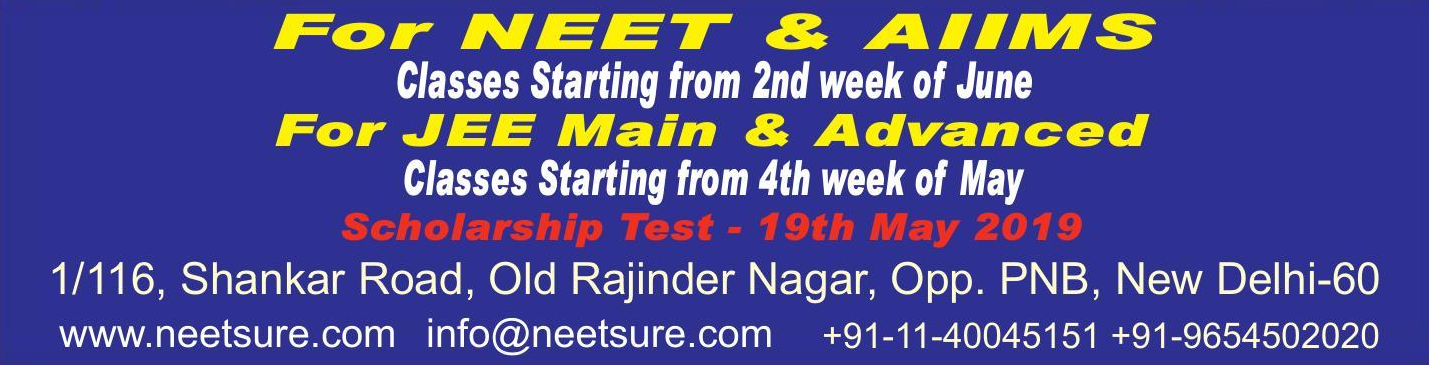 For NEET & AIIMS
Classes Starting from 2nd week of June
For JEE Main & Advanced
Classes Starting from 4th week of May
Scholarship Test - 19th May 2019
1/116, Shankar Road, Old Rajinder Nagar, Opp. PNB, New Delhi-60
www.neetsure.com info@neetsure.com +91-11-40045151 +91-9654502020